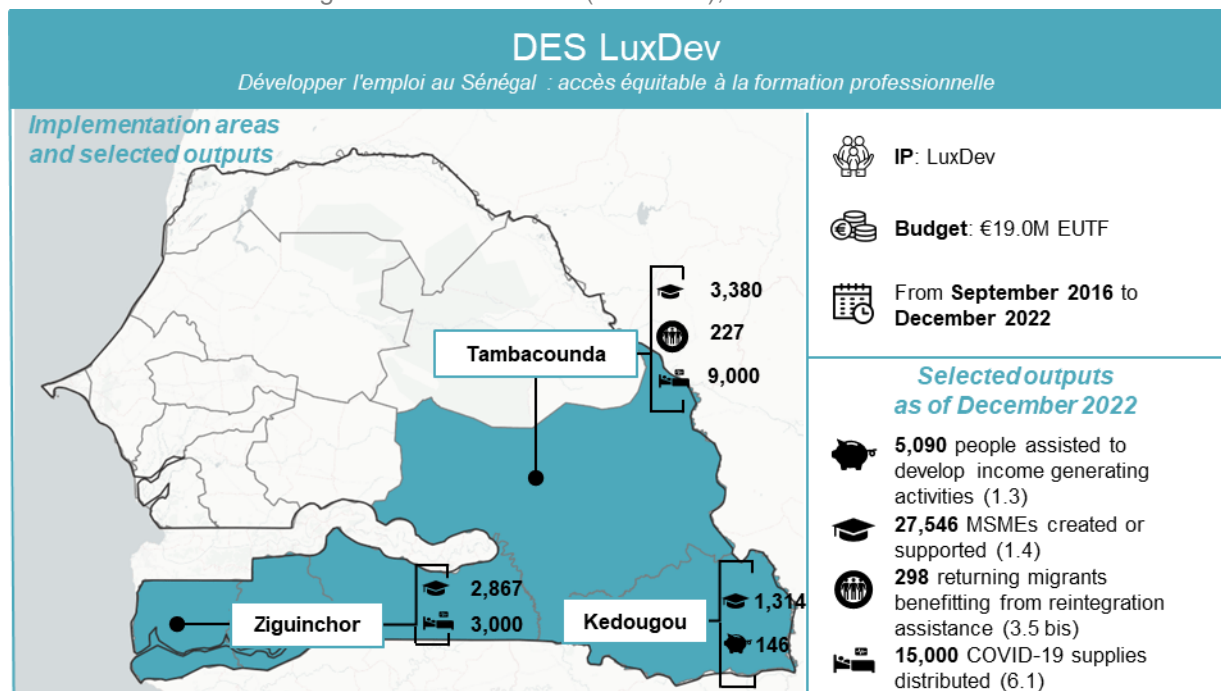 DES LuxDev
Développer l'emploi au Sénégal : accès équitable à la formation professionnelle
Implementation areas
and selected outputs
3,380
227
9,000
Tambacounda
2,867
3,000
Ziguinchor
1,314
146
Kedougou
IP: LuxDev
Budget: €19.0M EUTF
From September 2016 to
December 2022
Selected outputs
as of December 2022
5,090 people assisted to
develop income generating
activities (1.3)
27,546 MSMEs created or
supported (1.4)
298 returning migrants
benefitting from reintegration
assistance (3.5 bis)
15,000 COVID-19 supplies
distributed (6.1)